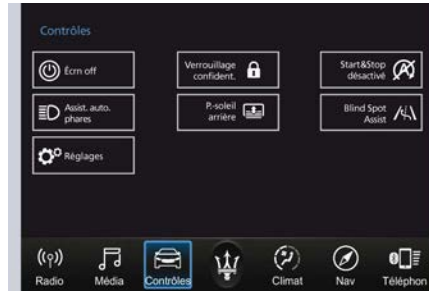 Contrôles
Écrn off
Verrouillage
confident.
Start&Stop
désactivé
Assist. auto.
phares
P.-soleil
arrière
Blind Spot
Assist
Réglages
Radio
Média
Contrôles
Climat
Nav
Téléphon